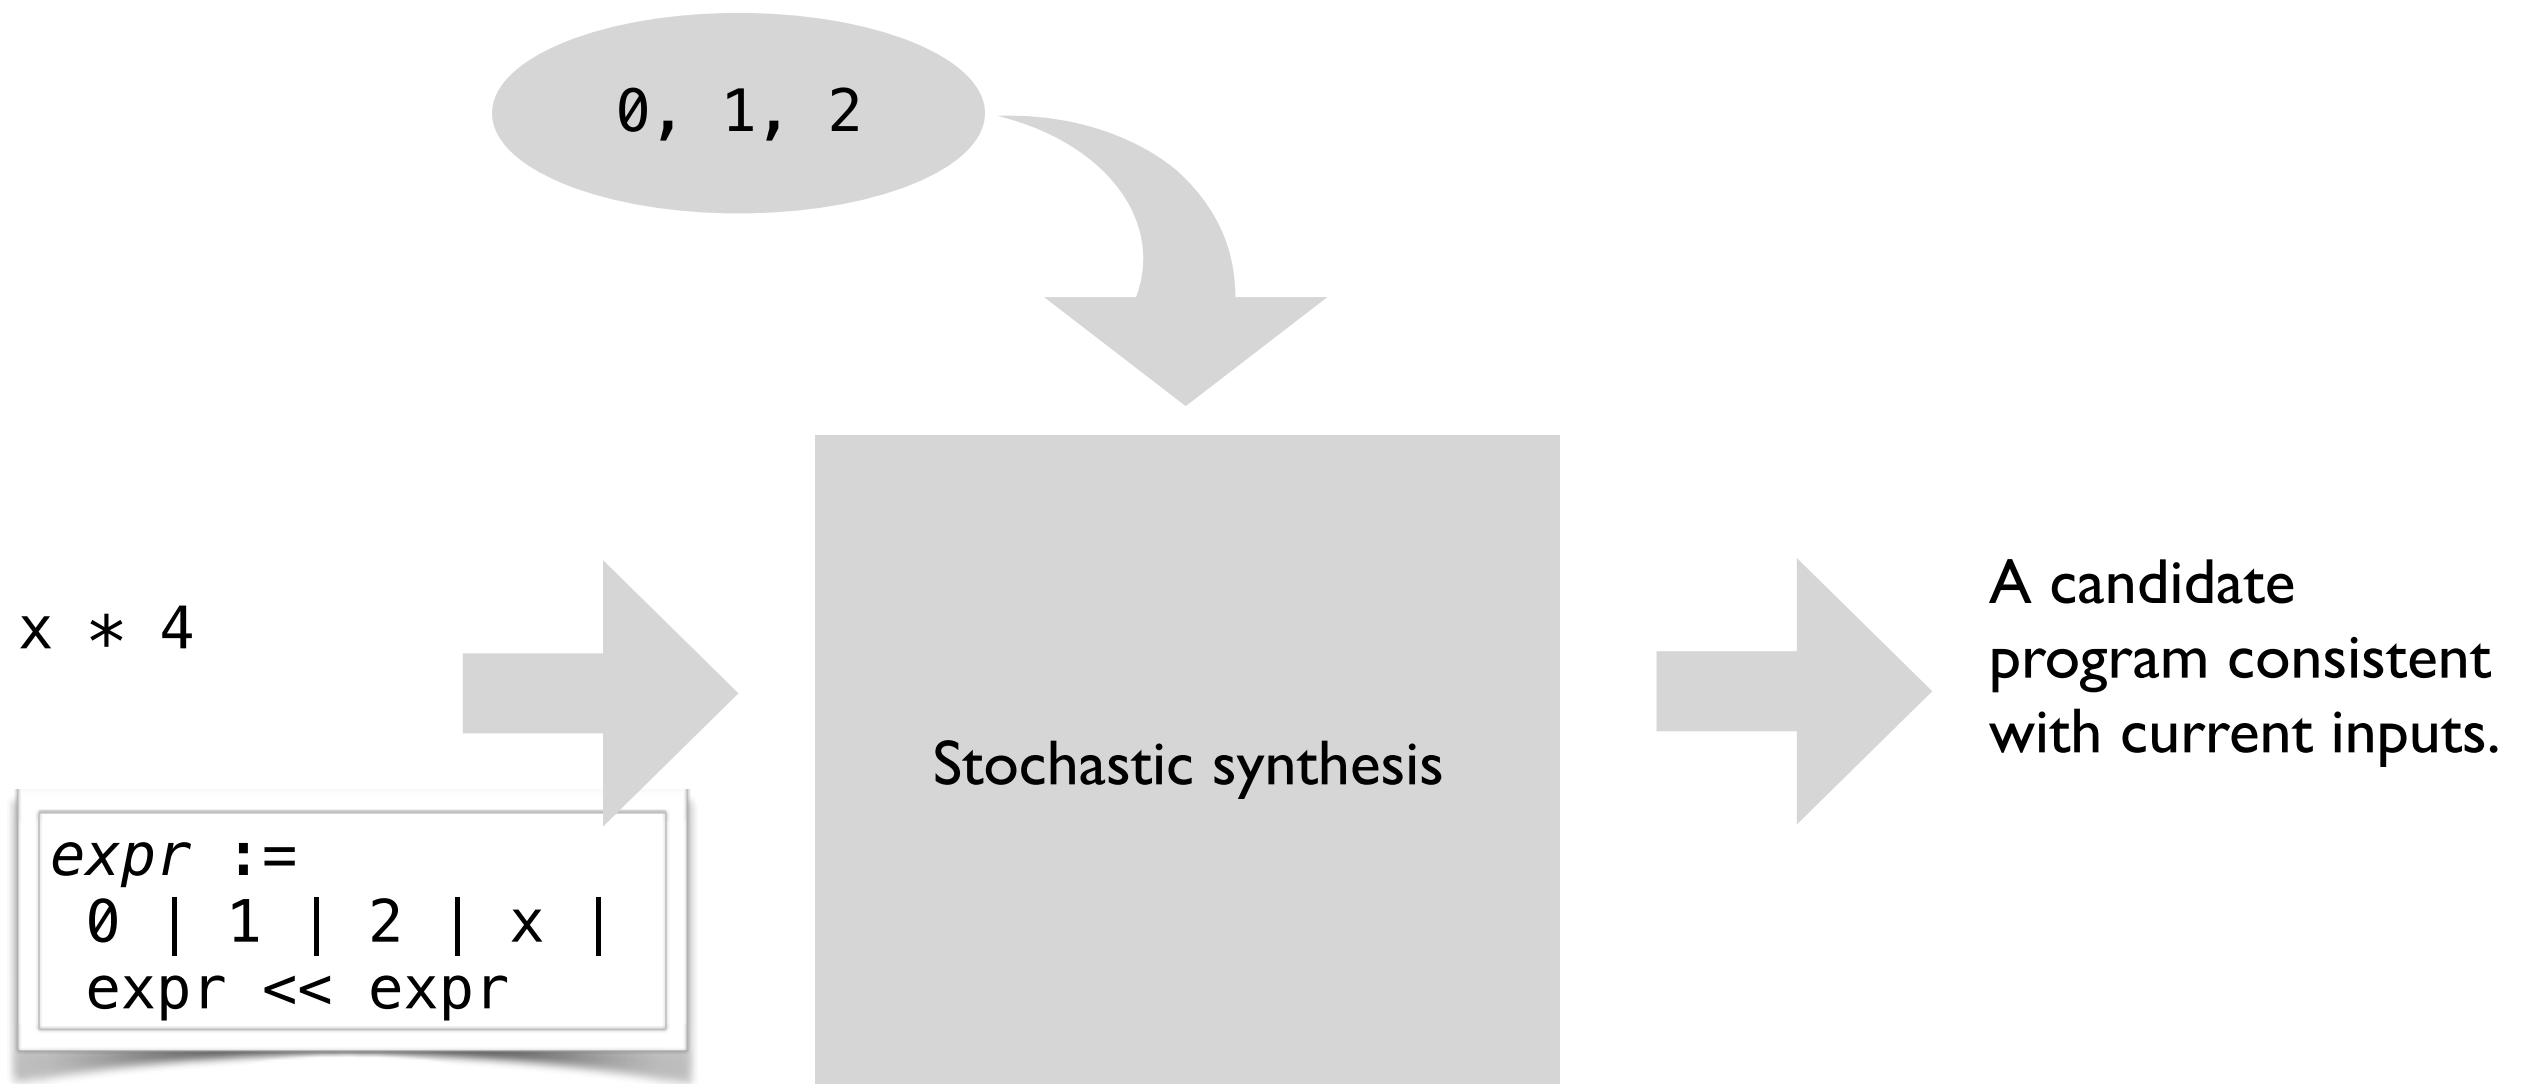 0, 1, 2
x * 4
expr :=
0 | 1 | 2 | x |
expr << expr
Stochastic synthesis
A candidate
program consistent
with current inputs.